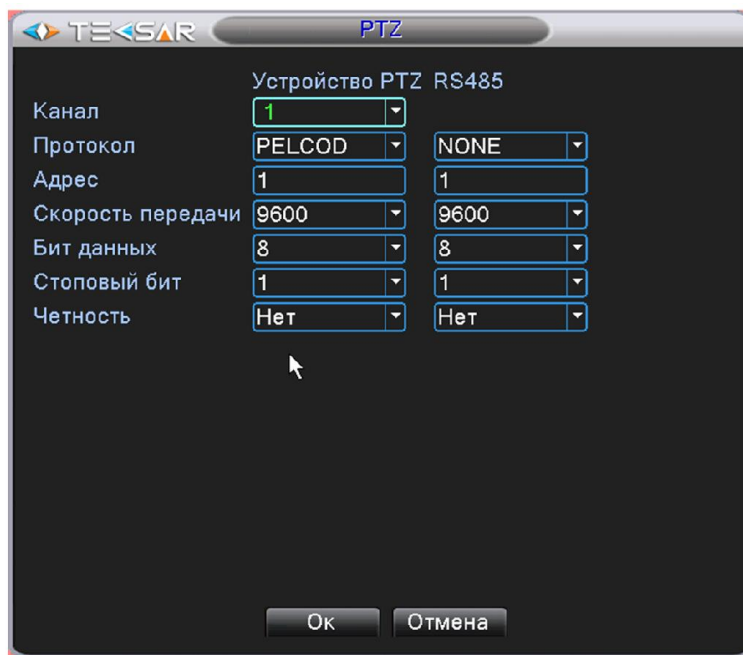 TECSAR PTZ
Устройство PTZ RS485
Канал 1
Протокол PELCOD NONE
Адрес 1 1
Скорость передачи 9600 9600
Бит данных 8 8
Стоповый бит 1 1
Четность Нет Нет
Ок Отмена